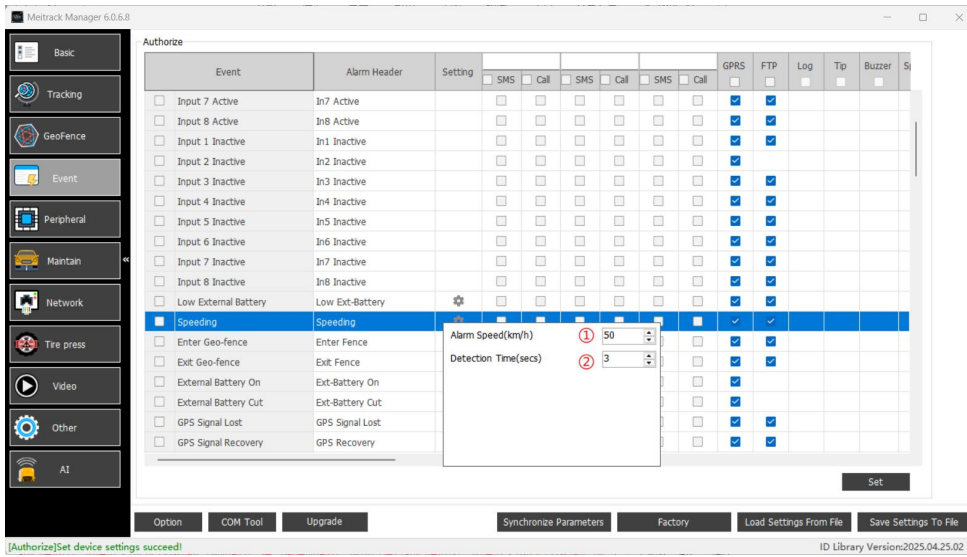 Meitrack Manager 6.0.6.8
Basic
Tracking
GeoFence
Event
Peripheral
Maintain
«
Network
Tire press
Video
Other
AI
Authorize
Event Alarm Header Setting SMS Call SMS Call SMS Call GPRS FTP Log Tip Buzzer
Input 7 Active In7 Active
Input 8 Active In8 Active
Input 1 Inactive In1 Inactive
Input 2 Inactive In2 Inactive
Input 3 Inactive In3 Inactive
Input 4 Inactive In4 Inactive
Input 5 Inactive In5 Inactive
Input 6 Inactive In6 Inactive
Input 7 Inactive In7 Inactive
Input 8 Inactive In8 Inactive
Low External Battery Low Ext-Battery
Speeding Speeding
Enter Geo-fence Enter Fence
Exit Geo-fence Exit Fence
External Battery On Ext-Battery On
External Battery Cut Ext-Battery Cut
GPS Signal Lost GPS Signal Lost
GPS Signal Recovery GPS Recovery
Alarm Speed(km/h) ① 50
Detection Time(secs) ② 3
Set
Option COM Tool Upgrade Synchronize Parameters Factory Load Settings From File Save Settings To File
[Authorize]Set device settings succeed! ID Library Version:2025.04.25.02